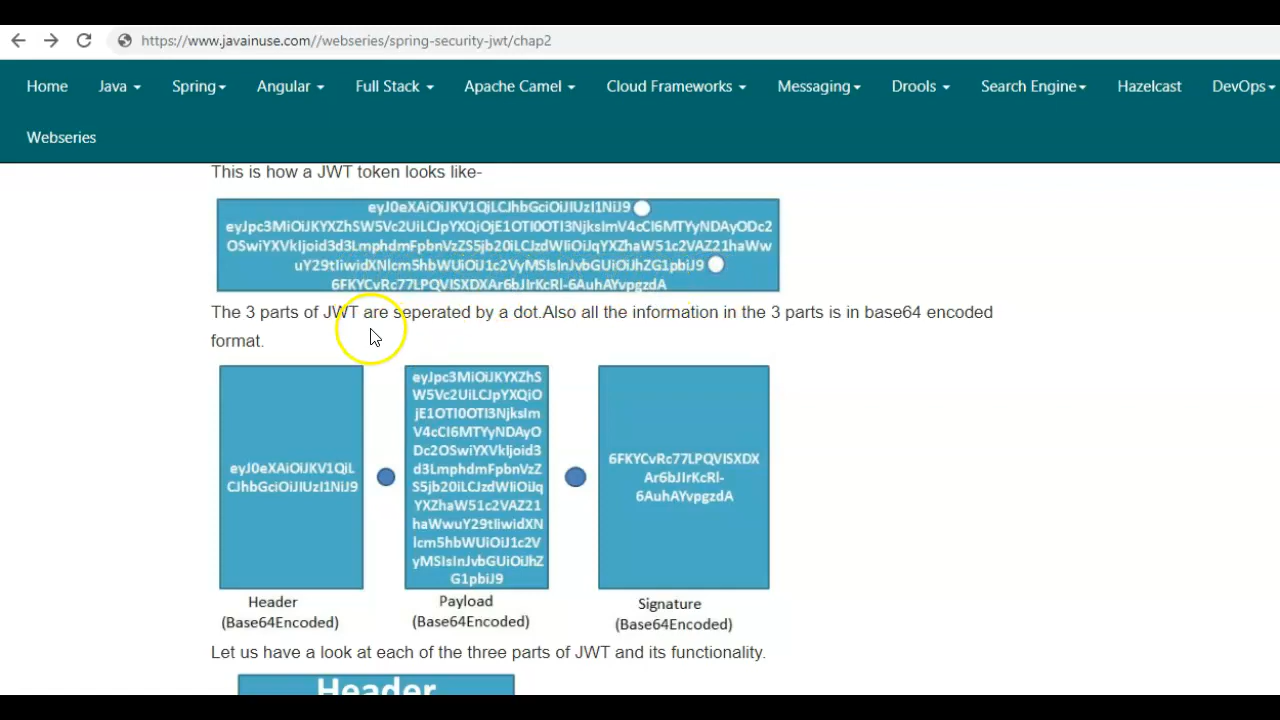 https://www.javainuse.com//webseries/spring-security-jwt/chap2
Home Java Spring Angular Full Stack Apache Camel Cloud Frameworks Messaging Drools Search Engine Hazelcast DevOps
Webseries
This is how a JWT token looks like-
eyJ0eXAiOiJKV1QiLCJhbGciOiJIUzI1NiJ9
eyJpc3MiOiJKYXZhSW5Vc2UiLCJpYXQiOjE1OTI0OTI3NjksImV4cCI6MTYyNDAyODc2
OSwiYXVkIjoid3d3LmphdmFpbnVzZS5jb20iLCJzdWIiOiJqYXZhaW51c2VAZ21haWw
uY29tIiwidXNlcm5hbWUiOiJ1c2VyMSIsInJvbGUiOiJhZG1pbiJ9
6FKYCvRc77LPQVISXDXAr6bJIrKcRl-6AuhAYvpgzdA
The 3 parts of JWT are seperated by a dot.Also all the information in the 3 parts is in base64 encoded
format.
eyJ0eXAiOiJKV1QiL
CJhbGciOiJIUzI1NiJ9
eyJpc3MiOiJKYXZhS
W5Vc2UiLCJpYXQiO
jE1OTI0OTI3NjksIm
V4cCI6MTYyNDAyO
Dc2OSwiYXVkIjoid3
d3LmphdmFpbnVzZ
S5jb20iLCJzdWIiOiJq
YXZhaW51c2VAZ21
haWwuY29tIiwidXN
lcm5hbWUiOiJ1c2V
yMSIsInJvbGUiOiJhZ
G1pbiJ9
6FKYCvRc77LPQVISXDX
Ar6bJIrKcRl-
6AuhAYvpgzdA
Header
(Base64Encoded)
Payload
(Base64Encoded)
Signature
(Base64Encoded)
Let us have a look at each of the three parts of JWT and its functionality.
Header